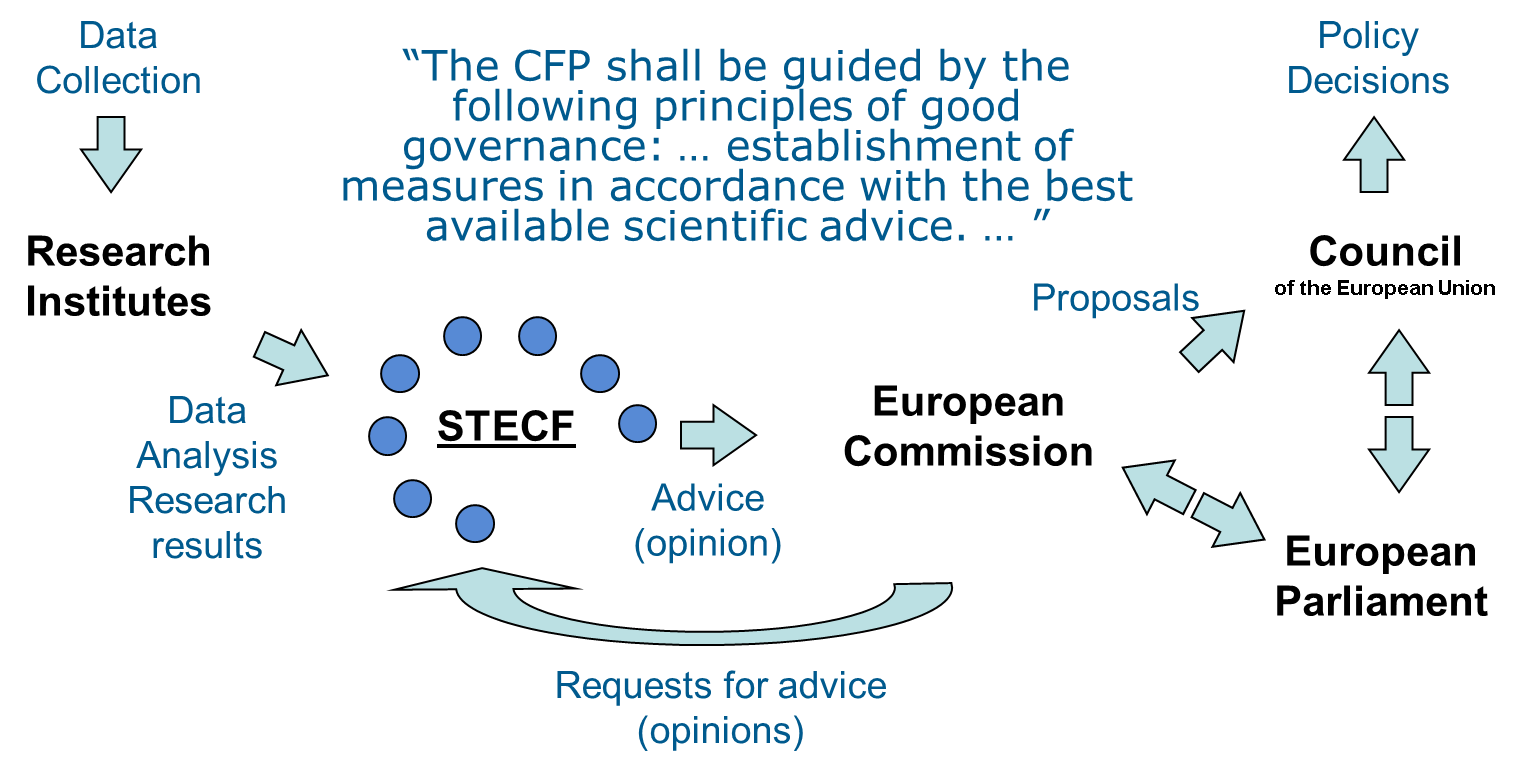 Data
Collection
“The CFP shall be guided by the
following principles of good
governance: … establishment of
measures in accordance with the best
available scientific advice. … ”
Policy
Decisions
Research
Institutes
Council
of the European Union
Proposals
Data
Analysis
Research
results
STECF
Advice
(opinion)
European
Commission
European
Parliament
Requests for advice
(opinions)